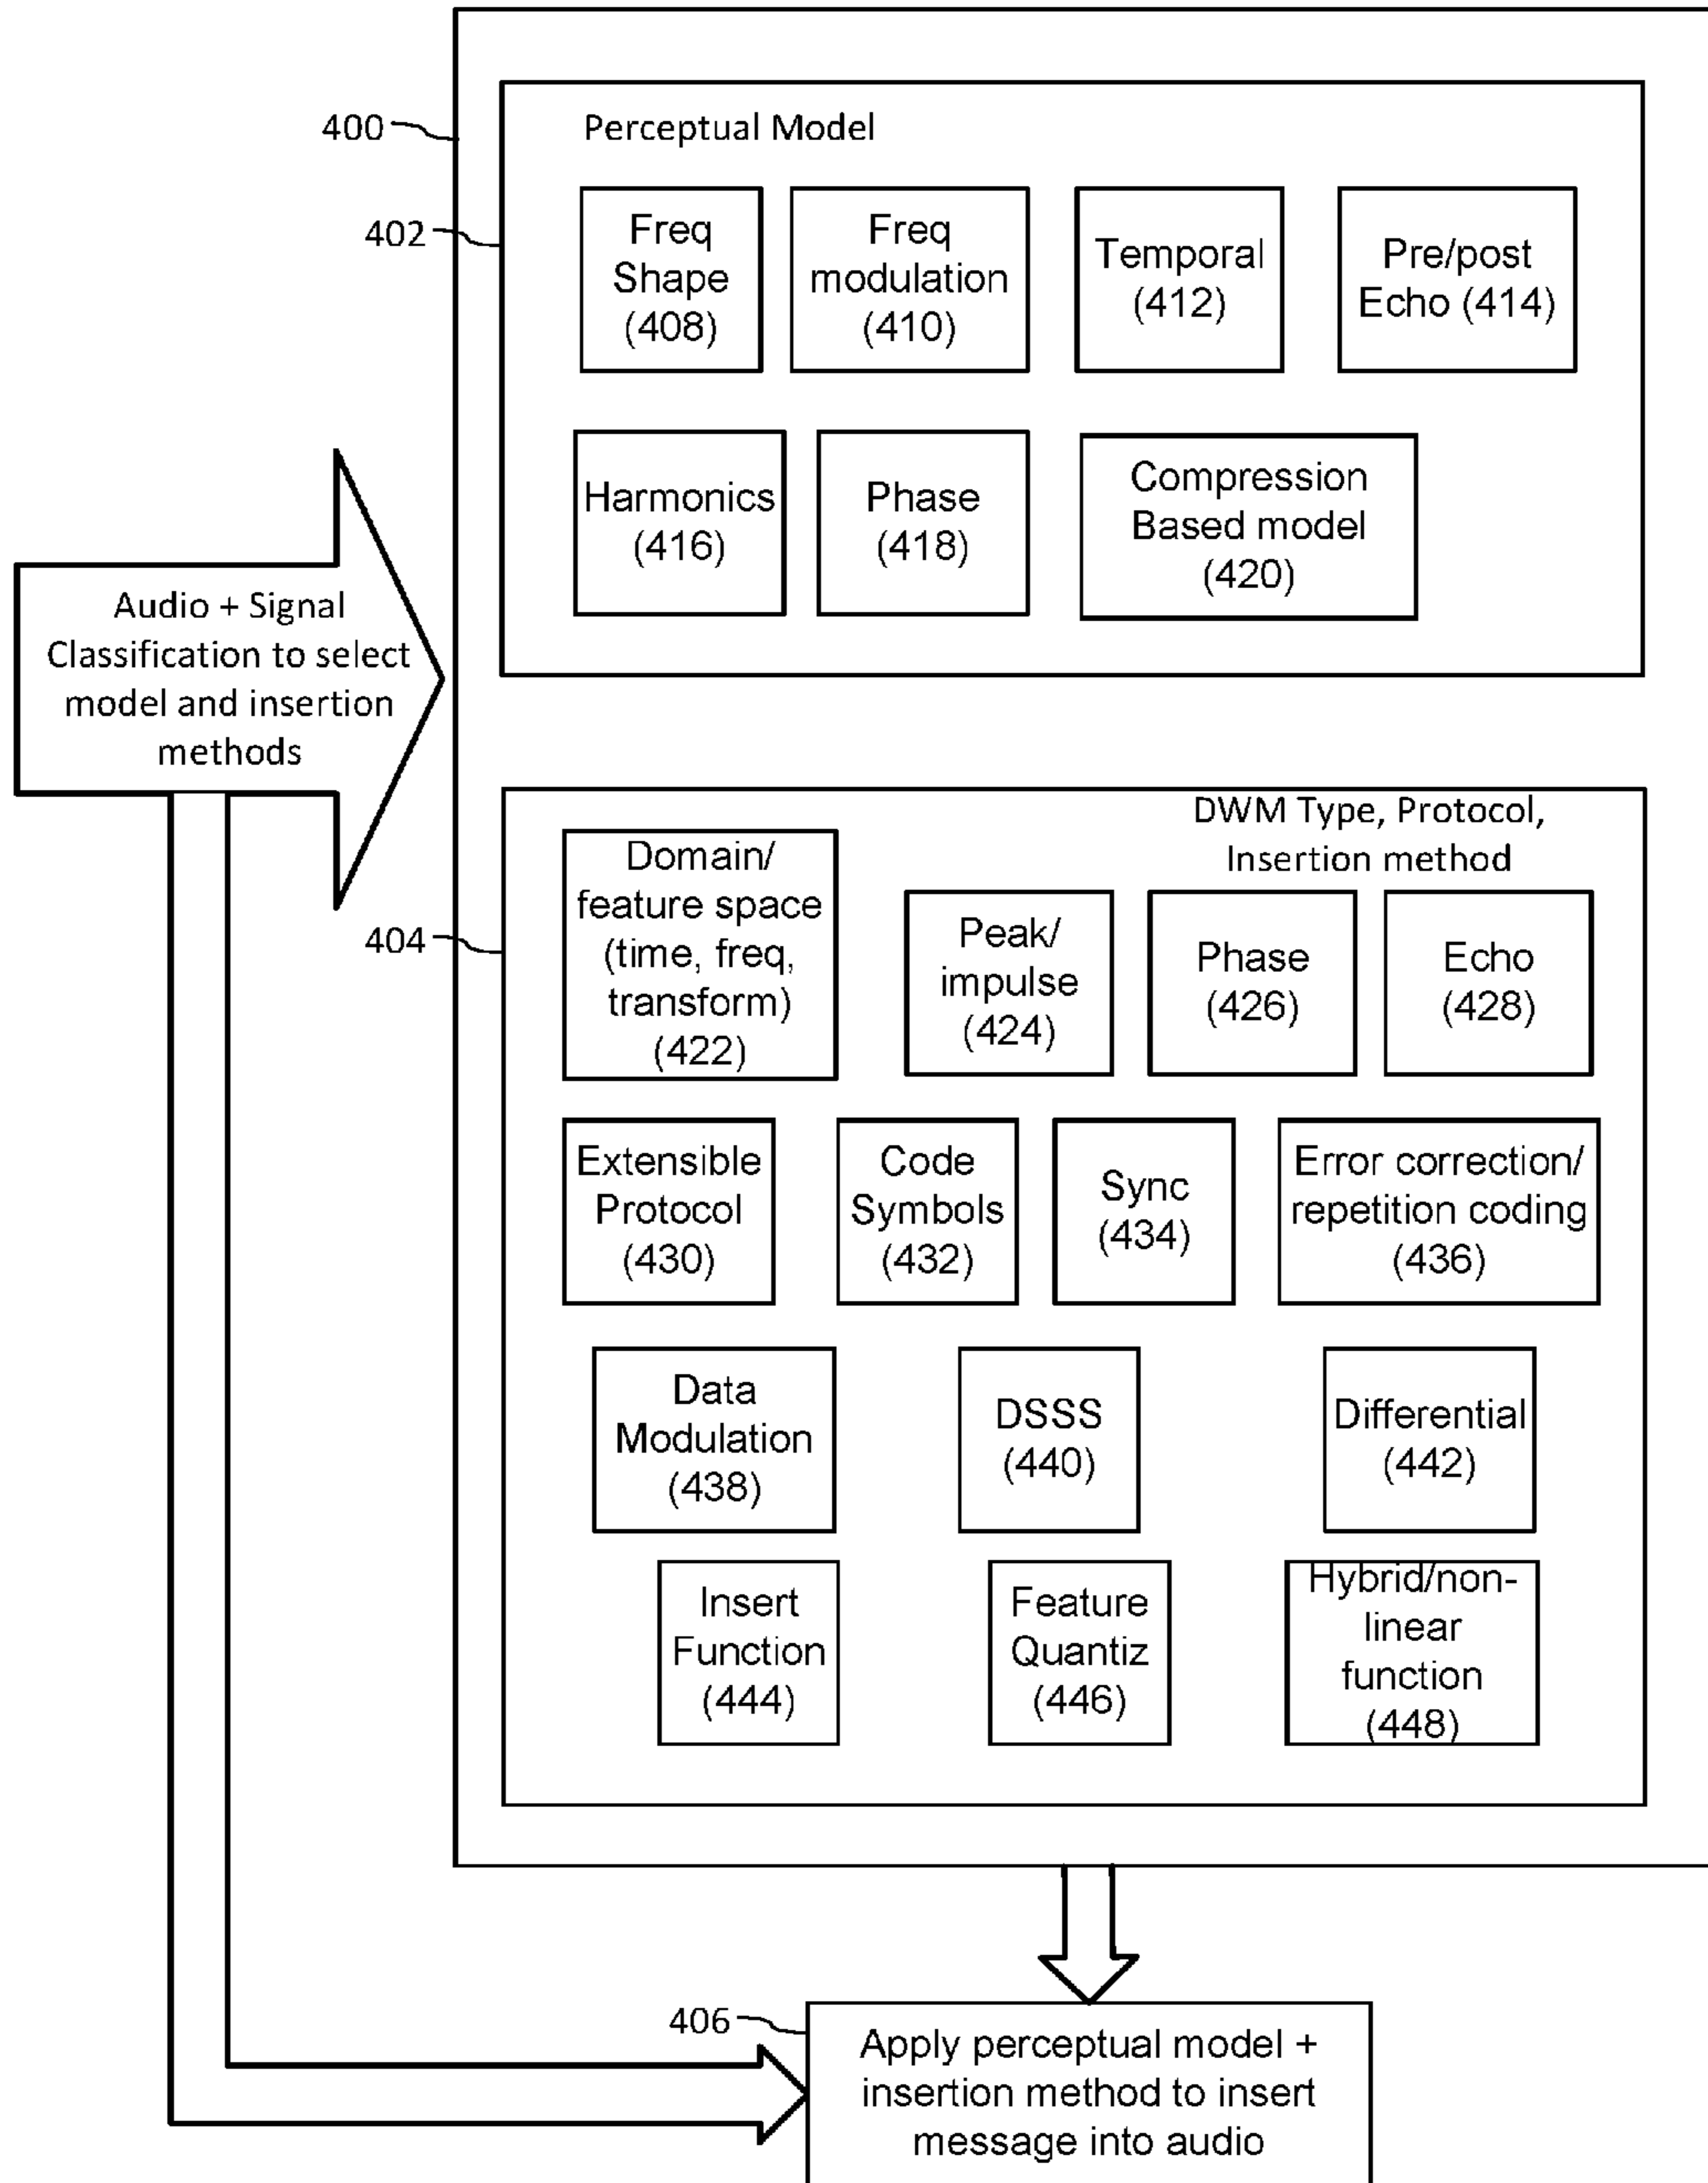 400
Perceptual Model
402
Freq
Shape
(408)
Freq
modulation
(410)
Temporal
(412)
Pre/post
Echo (414)
Harmonics
(416)
Phase
(418)
Compression
Based model
(420)
Audio + Signal
Classification to select
model and insertion
methods
404
DWM Type, Protocol,
Insertion method
Domain/
feature space
(time, freq,
transform)
(422)
Peak/
impulse
(424)
Phase
(426)
Echo
(428)
Extensible
Protocol
(430)
Code
Symbols
(432)
Sync
(434)
Error correction/
repetition coding
(436)
Data
Modulation
(438)
DSSS
(440)
Differential
(442)
Insert
Function
(444)
Feature
Quantiz
(446)
Hybrid/non-
linear
function
(448)
406
Apply perceptual model +
insertion method to insert
message into audio